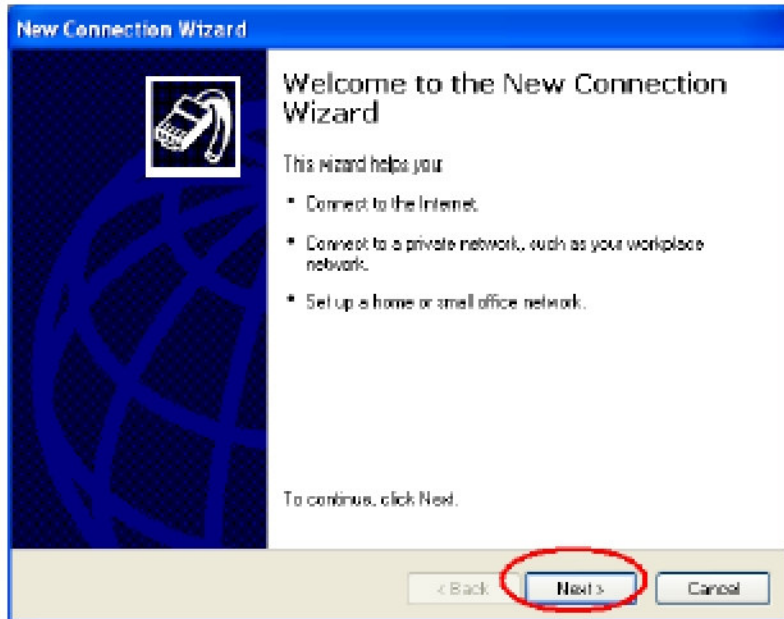 New Connection Wizard
Welcome to the New Connection
Wizard
This wizard helps you:
• Connect to the Internet.
• Connect to a private network, such as your workplace
network.
• Set up a home or small office network.
To continue, click Next.
< Back
Next >
Cancel